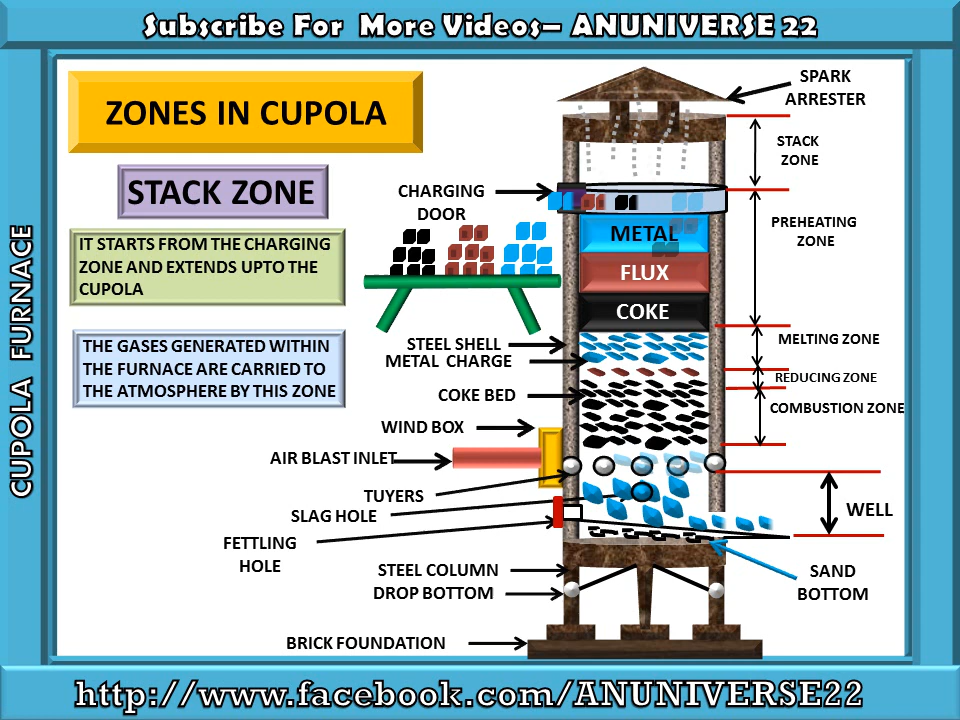 Subscribe For More Videos– ANUNIVERSE 22
CUPOLA FURNACE
ZONES IN CUPOLA
STACK ZONE
IT STARTS FROM THE CHARGING
ZONE AND EXTENDS UPTO THE
CUPOLA
THE GASES GENERATED WITHIN
THE FURNACE ARE CARRIED TO
THE ATMOSPHERE BY THIS ZONE
SPARK
ARRESTER
STACK
ZONE
CHARGING
DOOR
PREHEATING
ZONE
METAL
FLUX
COKE
STEEL SHELL
METAL CHARGE
MELTING ZONE
REDUCING ZONE
COKE BED
COMBUSTION ZONE
WIND BOX
AIR BLAST INLET
TUYERS
SLAG HOLE
WELL
FETTLING
HOLE
STEEL COLUMN
DROP BOTTOM
SAND
BOTTOM
BRICK FOUNDATION
http://www.facebook.com/ANUNIVERSE22